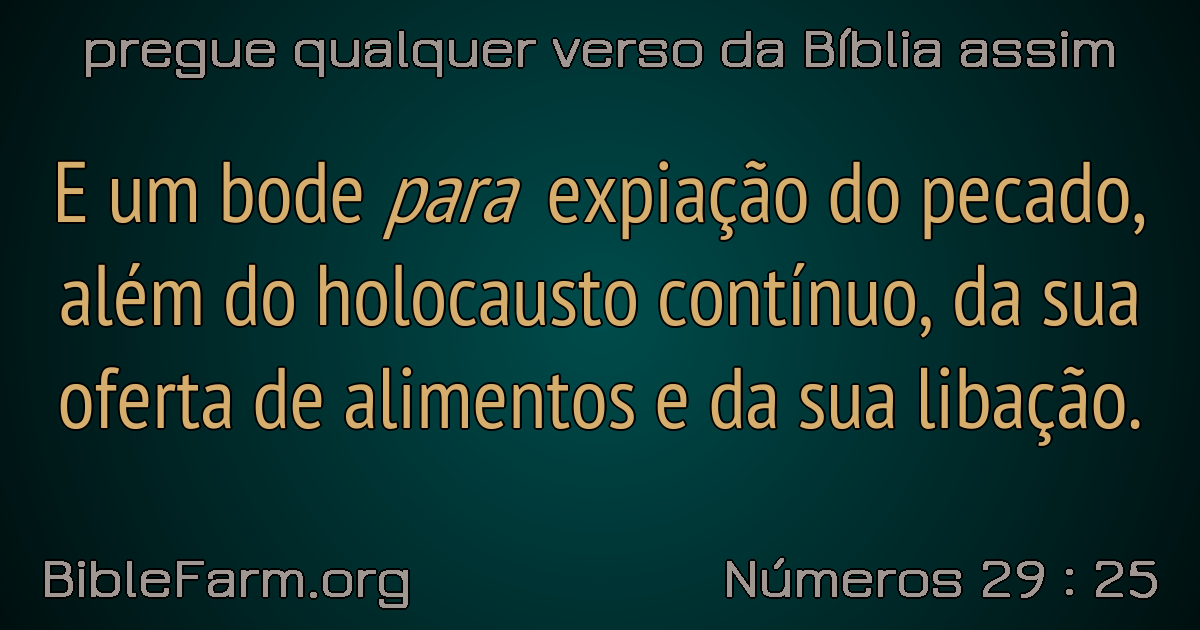 pregue qualquer verso da Bíblia assim
E um bode para expiação do pecado,
além do holocausto contínuo, da sua
oferta de alimentos e da sua libação.
BibleFarm.org
Números 29 : 25